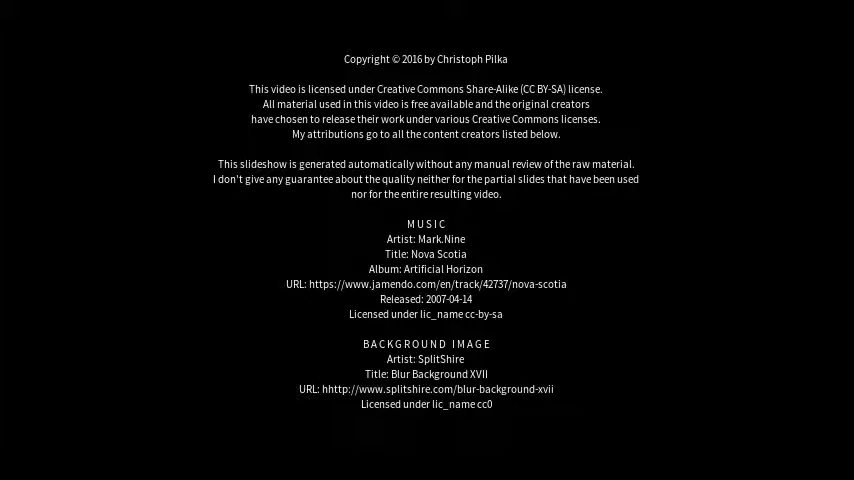 Copyright © 2016 by Christoph Pilka
This video is licensed under Creative Commons Share-Alike (CC BY-SA) license.
All material used in this video is free available and the original creators
have chosen to release their work under various Creative Commons licenses.
My attributions go to all the content creators listed below.
This slideshow is generated automatically without any manual review of the raw material.
I don't give any guarantee about the quality neither for the partial slides that have been used
nor for the entire resulting video.
M U S I C
Artist: Mark.Nine
Title: Nova Scotia
Album: Artificial Horizon
URL: https://www.jamendo.com/en/track/42737/nova-scotia
Released: 2007-04-14
Licensed under lic_name cc-by-sa
B A C K G R O U N D   I M A G E
Artist: SplitShire
Title: Blur Background XVII
URL: hhttp://www.splitshire.com/blur-background-xvii
Licensed under lic_name cc0